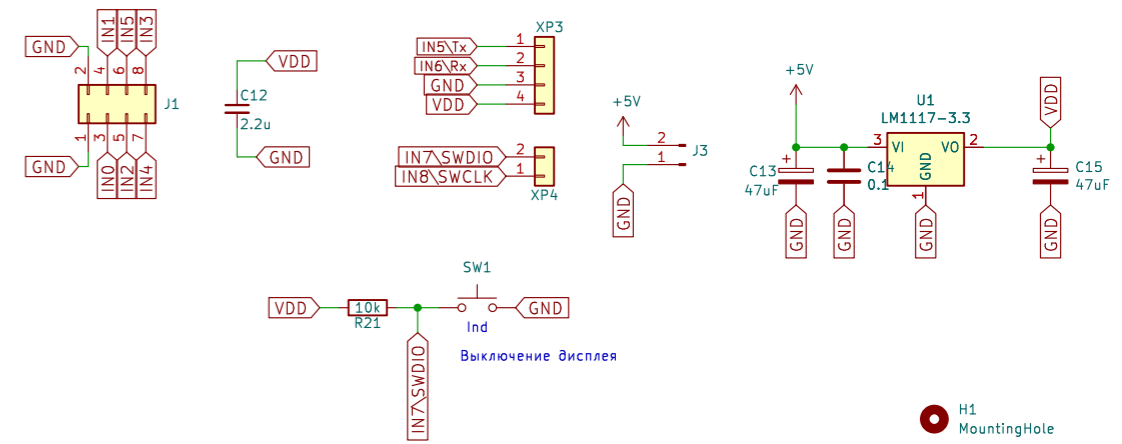 IN1
IN5
IN3
GND
2
4
6
8
J1
1
3
5
7
GND
IN0
IN2
IN4
VDD
C12
2.2u
GND
XP3
IN5\Tx 1
IN6\Rx 2
GND 3
VDD 4
IN7\SWDIO 2
IN8\SWCLK 1
XP4
+5V
2
1
J3
GND
+5V
U1
LM1117-3.3
3 VI
VO 2
GND
1
C13
47uF
C14
0.1
VDD
C15
47uF
GND
GND
GND
GND
SW1
VDD
10k
R21
GND
Ind
Выключение дисплея
IN7\SWDIO
H1
MountingHole